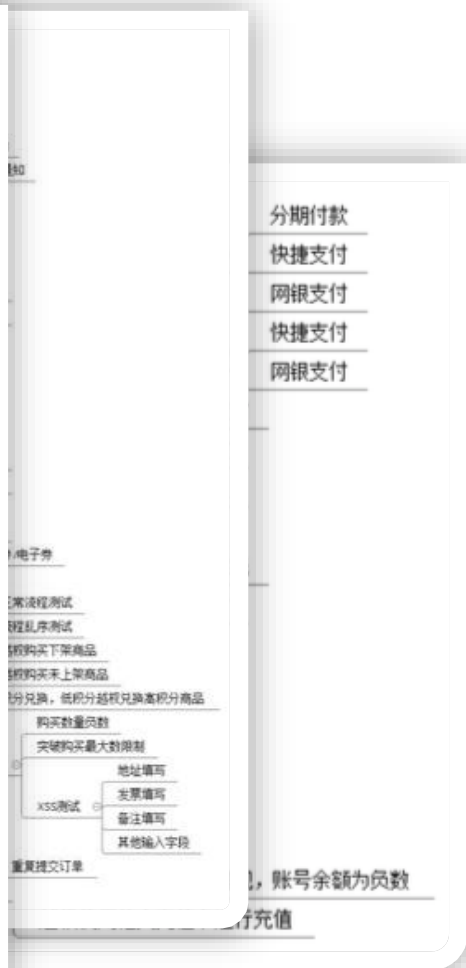 通知
分期付款
快捷支付
网银支付
快捷支付
网银支付
/电子券
正常流程测试
流程乱序测试
越权购买下架商品
越权购买未上架商品
积分兑换，低积分越权兑换高积分商品
购买数量负数
突破购买最大数限制
XSS测试
地址填写
发票填写
备注填写
其他输入字段
重复提交订单
，账号余额为负数
行充值